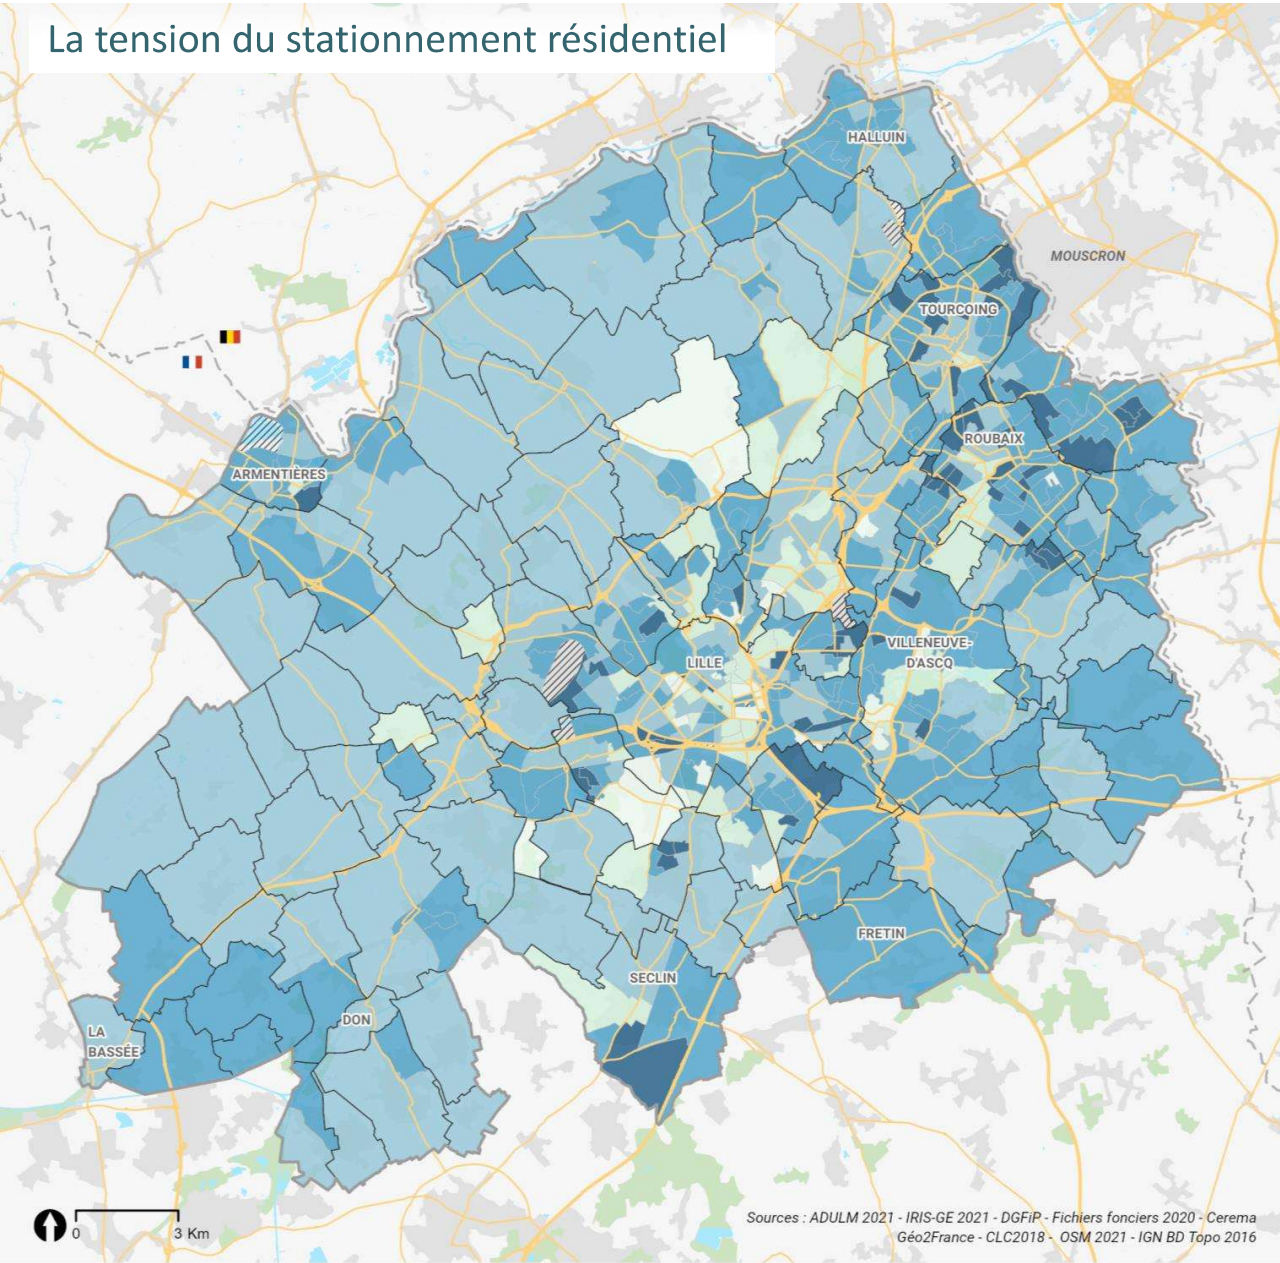 La tension du stationnement résidentiel
HALLUIN
MOUSCRON
TOURCOING
ROUBAIX
ARMENTIÈRES
VILLENEUVE-
D'ASCQ
LILLE
FRETIN
SECLIN
DON
LA
BASSÉE
0 3 Km
Sources : ADULM 2021 - IRIS-GE 2021 - DGFiP - Fichiers fonciers 2020 - Cerema
Géo2France - CLC2018 - OSM 2021 - IGN BD Topo 2016